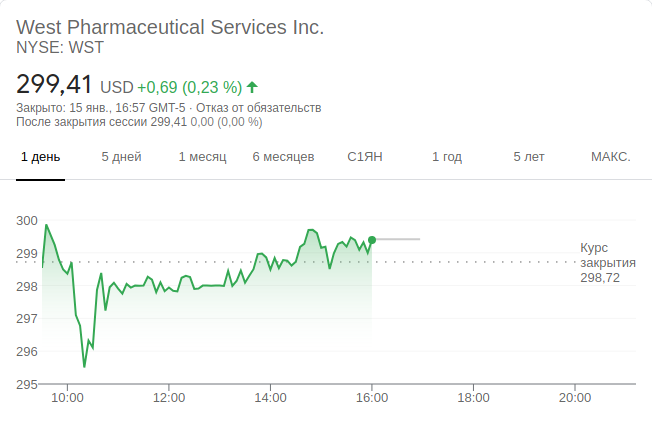 West Pharmaceutical Services Inc.
NYSE: WST
299,41 USD +0,69 (0,23 %)
Закрыто: 15 янв., 16:57 GMT-5 · Отказ от обязательств
После закрытия сессии 299,41 0,00 (0,00 %)
1 день 5 дней 1 месяц 6 месяцев С1ЯН 1 год 5 лет МАКС.
300
299
298
297
296
295
Курс
закрытия
298,72
10:00 12:00 14:00 16:00 18:00 20:00